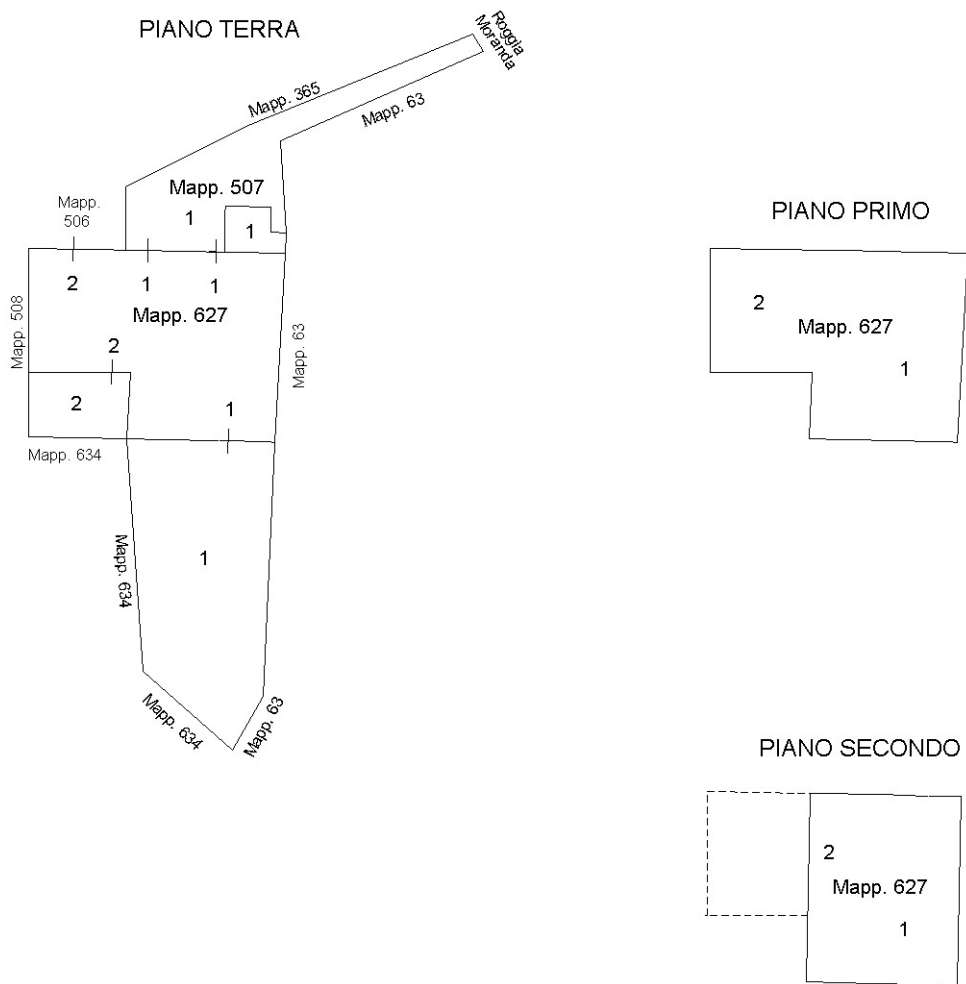 PIANO TERRA
Roggia
Moranda
Mapp. 365
Mapp. 63
Mapp. 507
Mapp.
506
1
1
2
1
1
Mapp. 627
Mapp. 508
Mapp. 63
2
2
1
Mapp. 634
Mapp. 634
1
Mapp. 634
Mapp. 63
PIANO PRIMO
2
Mapp. 627
1
PIANO SECONDO
2
Mapp. 627
1